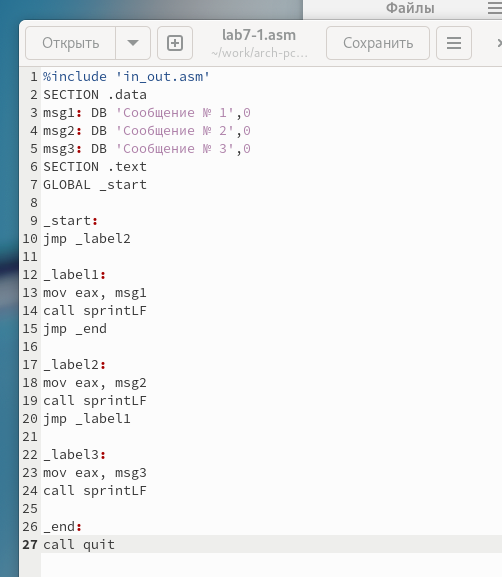 Файлы
Открыть
lab7-1.asm
~/work/arch-pc...
Сохранить
1 %include 'in_out.asm'
2 SECTION .data
3 msg1: DB 'Сообщение № 1',0
4 msg2: DB 'Сообщение № 2',0
5 msg3: DB 'Сообщение № 3',0
6 SECTION .text
7 GLOBAL _start
8
9 _start:
10 jmp _label2
11
12 _label1:
13 mov eax, msg1
14 call sprintLF
15 jmp _end
16
17 _label2:
18 mov eax, msg2
19 call sprintLF
20 jmp _label1
21
22 _label3:
23 mov eax, msg3
24 call sprintLF
25
26 _end:
27 call quit